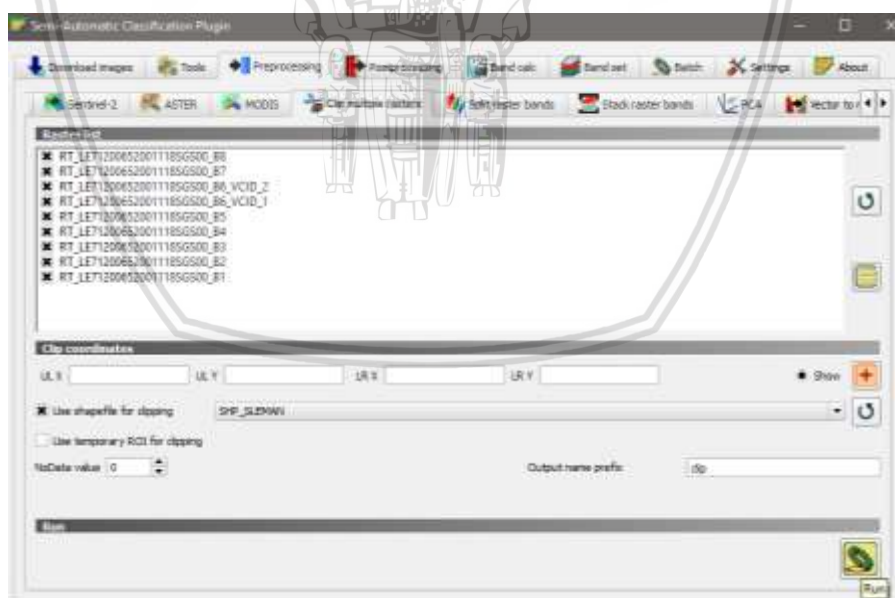 Semi-Automatic Classification Plugin
Download images Tools Preprocessing Postprocessing Band calc Band set Batch Settings About
Sentinel-2 ASTER MODIS Clip multiple rasters Split raster bands Stack raster bands PCA Vector to r
Raster list
RT_LE71200652001118SGS00_B8
RT_LE71200652001118SGS00_B7
RT_LE71200652001118SGS00_B6_VCID_2
RT_LE71200652001118SGS00_B6_VCID_1
RT_LE71200652001118SGS00_B5
RT_LE71200652001118SGS00_B4
RT_LE71200652001118SGS00_B3
RT_LE71200652001118SGS00_B2
RT_LE71200652001118SGS00_B1
Clip coordinates
UL X UL Y LR X LR Y Show
Use shapefile for clipping SHP_SLEMAN
Use temporary ROI for clipping
NoData value 0 Output name prefix clip
Run
Run